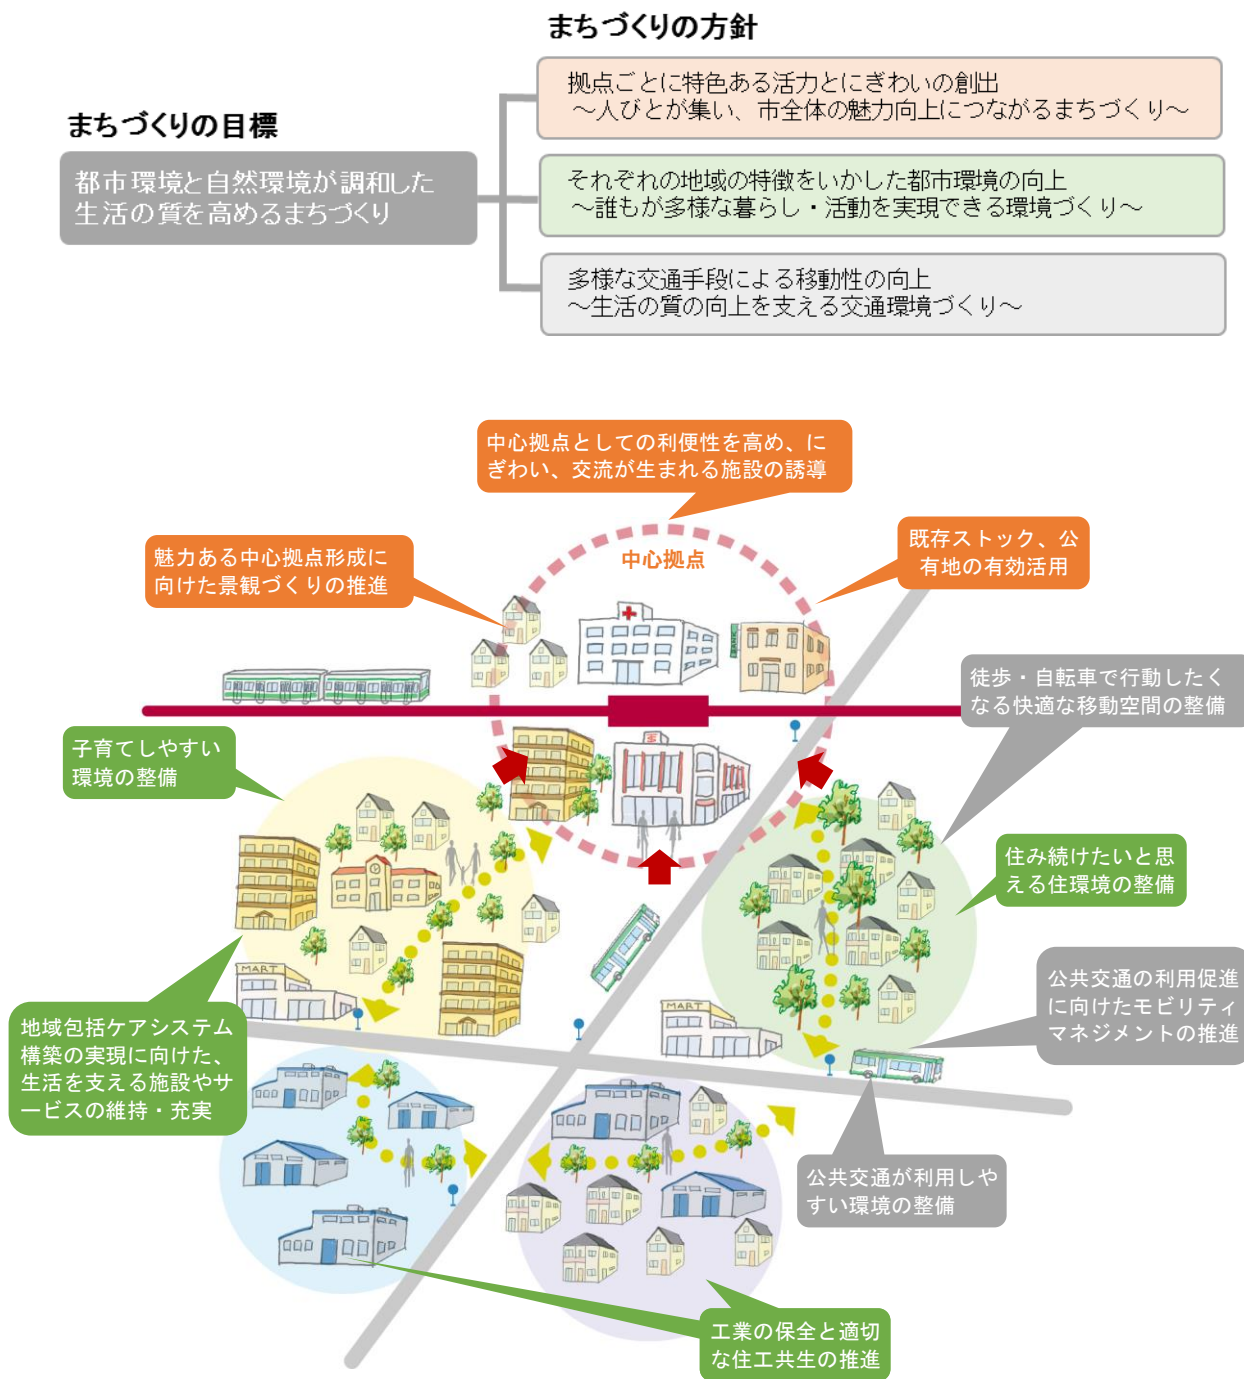 まちづくりの方針
拠点ごとに特色ある活力とにぎわいの創出
～人びとが集い、市全体の魅力向上につながるまちづくり～
まちづくりの目標
都市環境と自然環境が調和した
生活の質を高めるまちづくり
それぞれの地域の特徴をいかした都市環境の向上
～誰もが多様な暮らし・活動を実現できる環境づくり～
多様な交通手段による移動性の向上
～生活の質の向上を支える交通環境づくり～
中心拠点としての利便性を高め、に
ぎわい、交流が生まれる施設の誘導
魅力ある中心拠点形成に
向けた景観づくりの推進
中心拠点
既存ストック、公
有地の有効活用
BANK
徒歩・自転車で行動したく
なる快適な移動空間の整備
子育てしやすい
環境の整備
住み続けたいと思
える住環境の整備
MART
MART
公共交通の利用促進
に向けたモビリティ
マネジメントの推進
地域包括ケアシステム
構築の実現に向けた、
生活を支える施設やサ
ービスの維持・充実
公共交通が利用しや
すい環境の整備
工業の保全と適切
な住工共生の推進